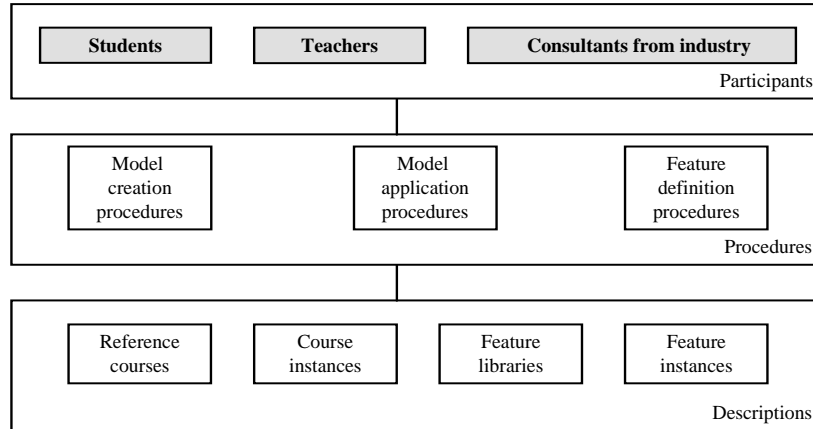 Students
Teachers
Consultants from industry
Participants
Model
creation
procedures
Model
application
procedures
Feature
definition
procedures
Procedures
Reference
courses
Course
instances
Feature
libraries
Feature
instances
Descriptions